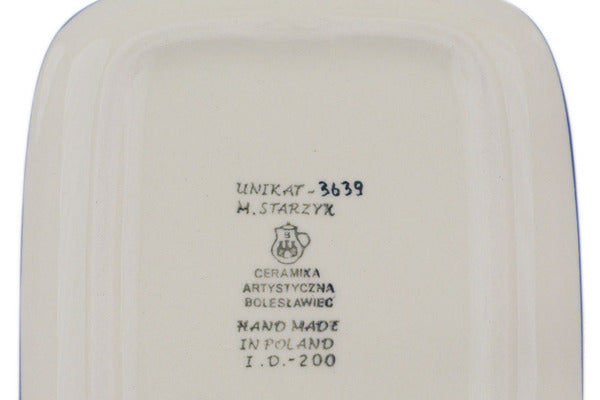 UNIKAT-3639
M. STARZYK
B
CERAMIKA
ARTYSTYCZNA
BOLESŁAWIEC
HAND MADE
IN POLAND
I.D.-200